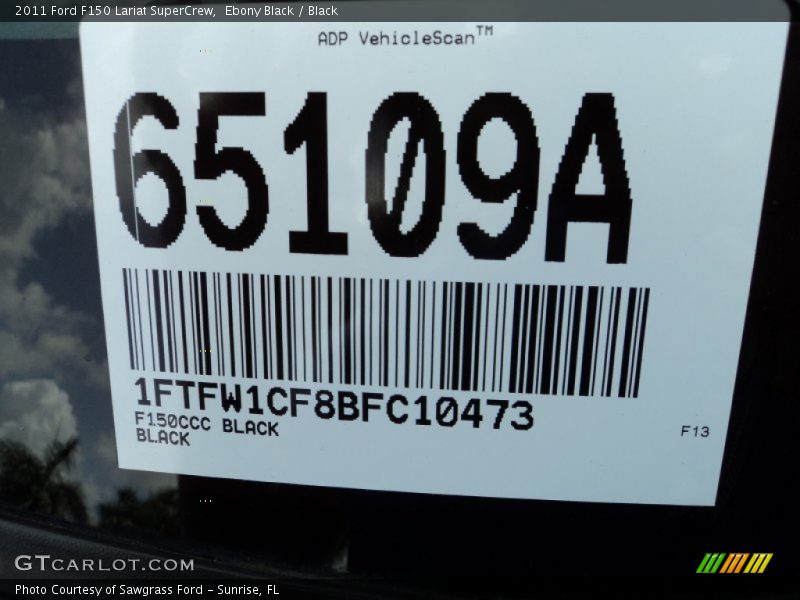 2011 Ford F150 Lariat SuperCrew,  Ebony Black / Black
ADP VehicleScan™
65109A
1FTFW1CF8BFC10473
F150CCC BLACK
BLACK
F13
GTCARLOT.COM
Photo Courtesy of Sawgrass Ford – Sunrise, FL